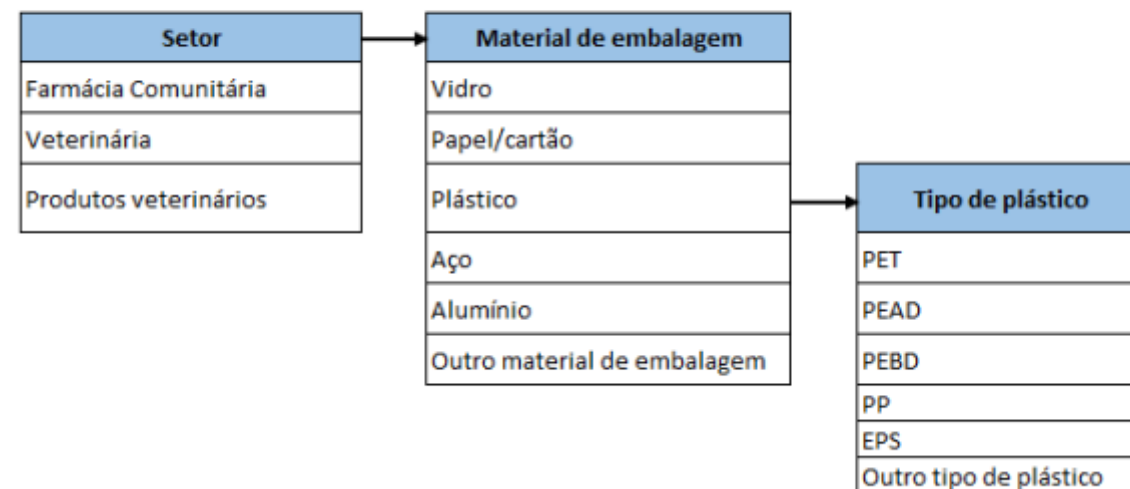 Setor
Farmácia Comunitária
Veterinária
Produtos veterinários
Material de embalagem
Vidro
Papel/cartão
Plástico
Aço
Alumínio
Outro material de embalagem
Tipo de plástico
PET
PEAD
PEBD
PP
EPS
Outro tipo de plástico